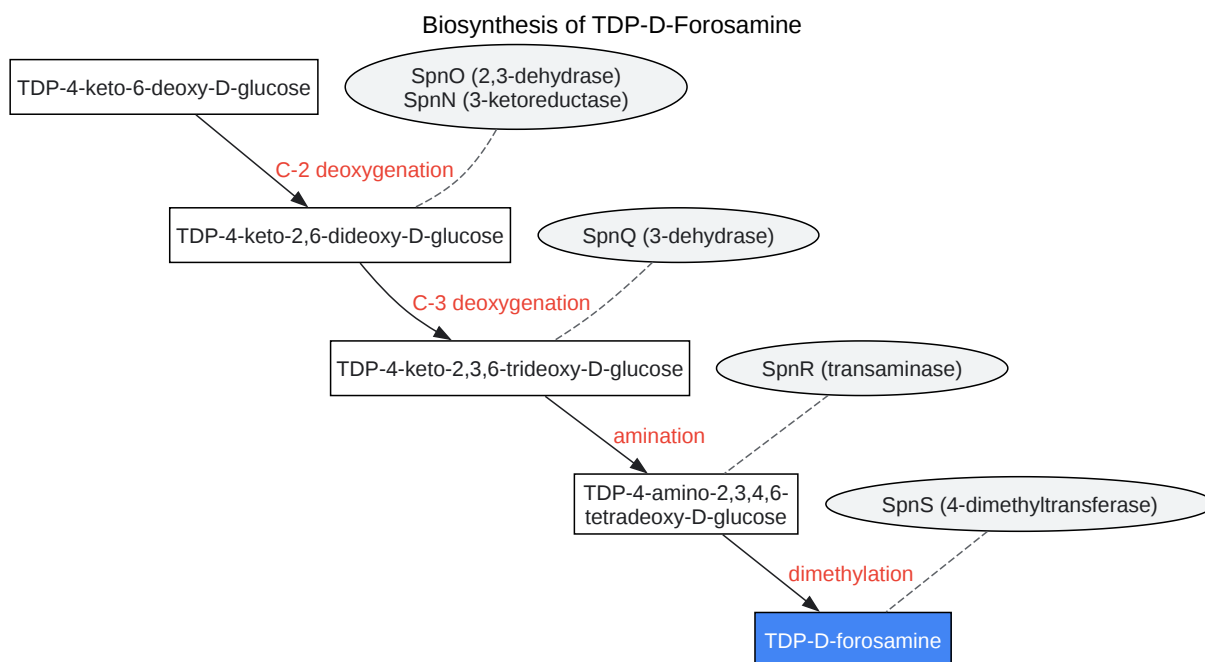 Biosynthesis of TDP-D-Forosamine
TDP-4-keto-6-deoxy-D-glucose
SpnO (2,3-dehydrase)
SpnN (3-ketoreductase)
C-2 deoxygenation
TDP-4-keto-2,6-dideoxy-D-glucose
SpnQ (3-dehydrase)
C-3 deoxygenation
TDP-4-keto-2,3,6-trideoxy-D-glucose
SpnR (transaminase)
amination
TDP-4-amino-2,3,4,6-
tetradeoxy-D-glucose
SpnS (4-dimethyltransferase)
dimethylation
TDP-D-forosamine